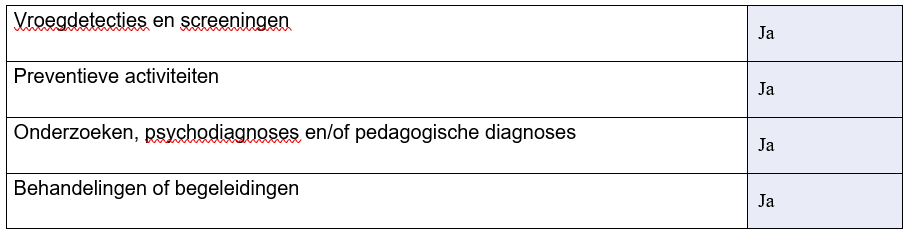 Vroegdetecties en screeningen
Ja
Preventieve activiteiten
Ja
Onderzoeken, psychodiagnoses en/of pedagogische diagnoses
Ja
Behandelingen of begeleidingen
Ja